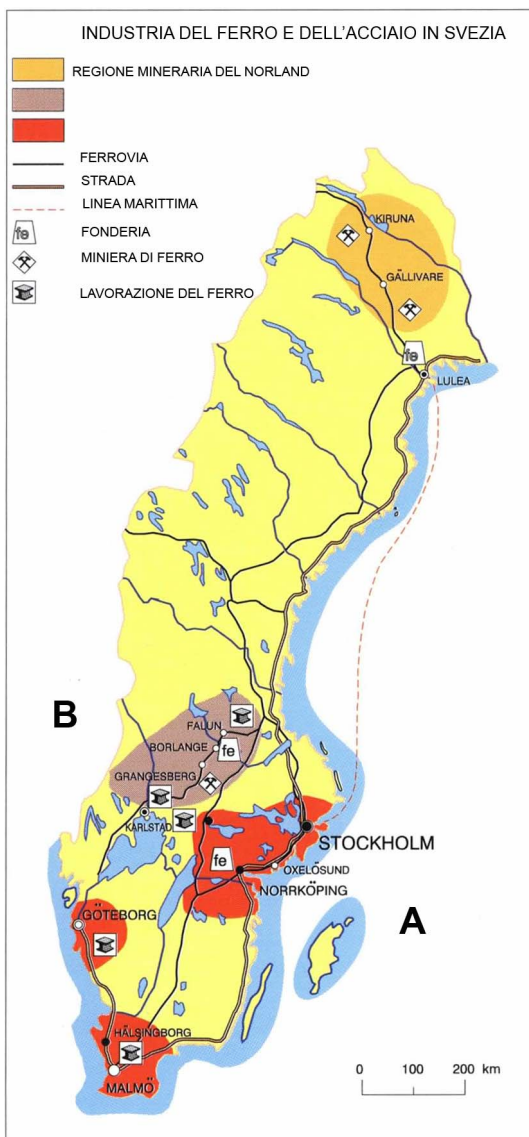 INDUSTRIA DEL FERRO E DELL'ACCIAIO IN SVEZIA
REGIONE MINERARIA DEL NORLAND
FERROVIA
STRADA
LINEA MARITTIMA
fe FONDERIA
MINIERA DI FERRO
LAVORAZIONE DEL FERRO
KIRUNA
GÄLLIVARE
fe
LULEA
B
FALUN
BORLANGE
fe
GRANGESBERG
KARLSTAD
STOCKHOLM
fe
OXELÖSUND
NORRKÖPING
GÖTEBORG
A
HÄLSINGBORG
MALMÖ
0 100 200 km